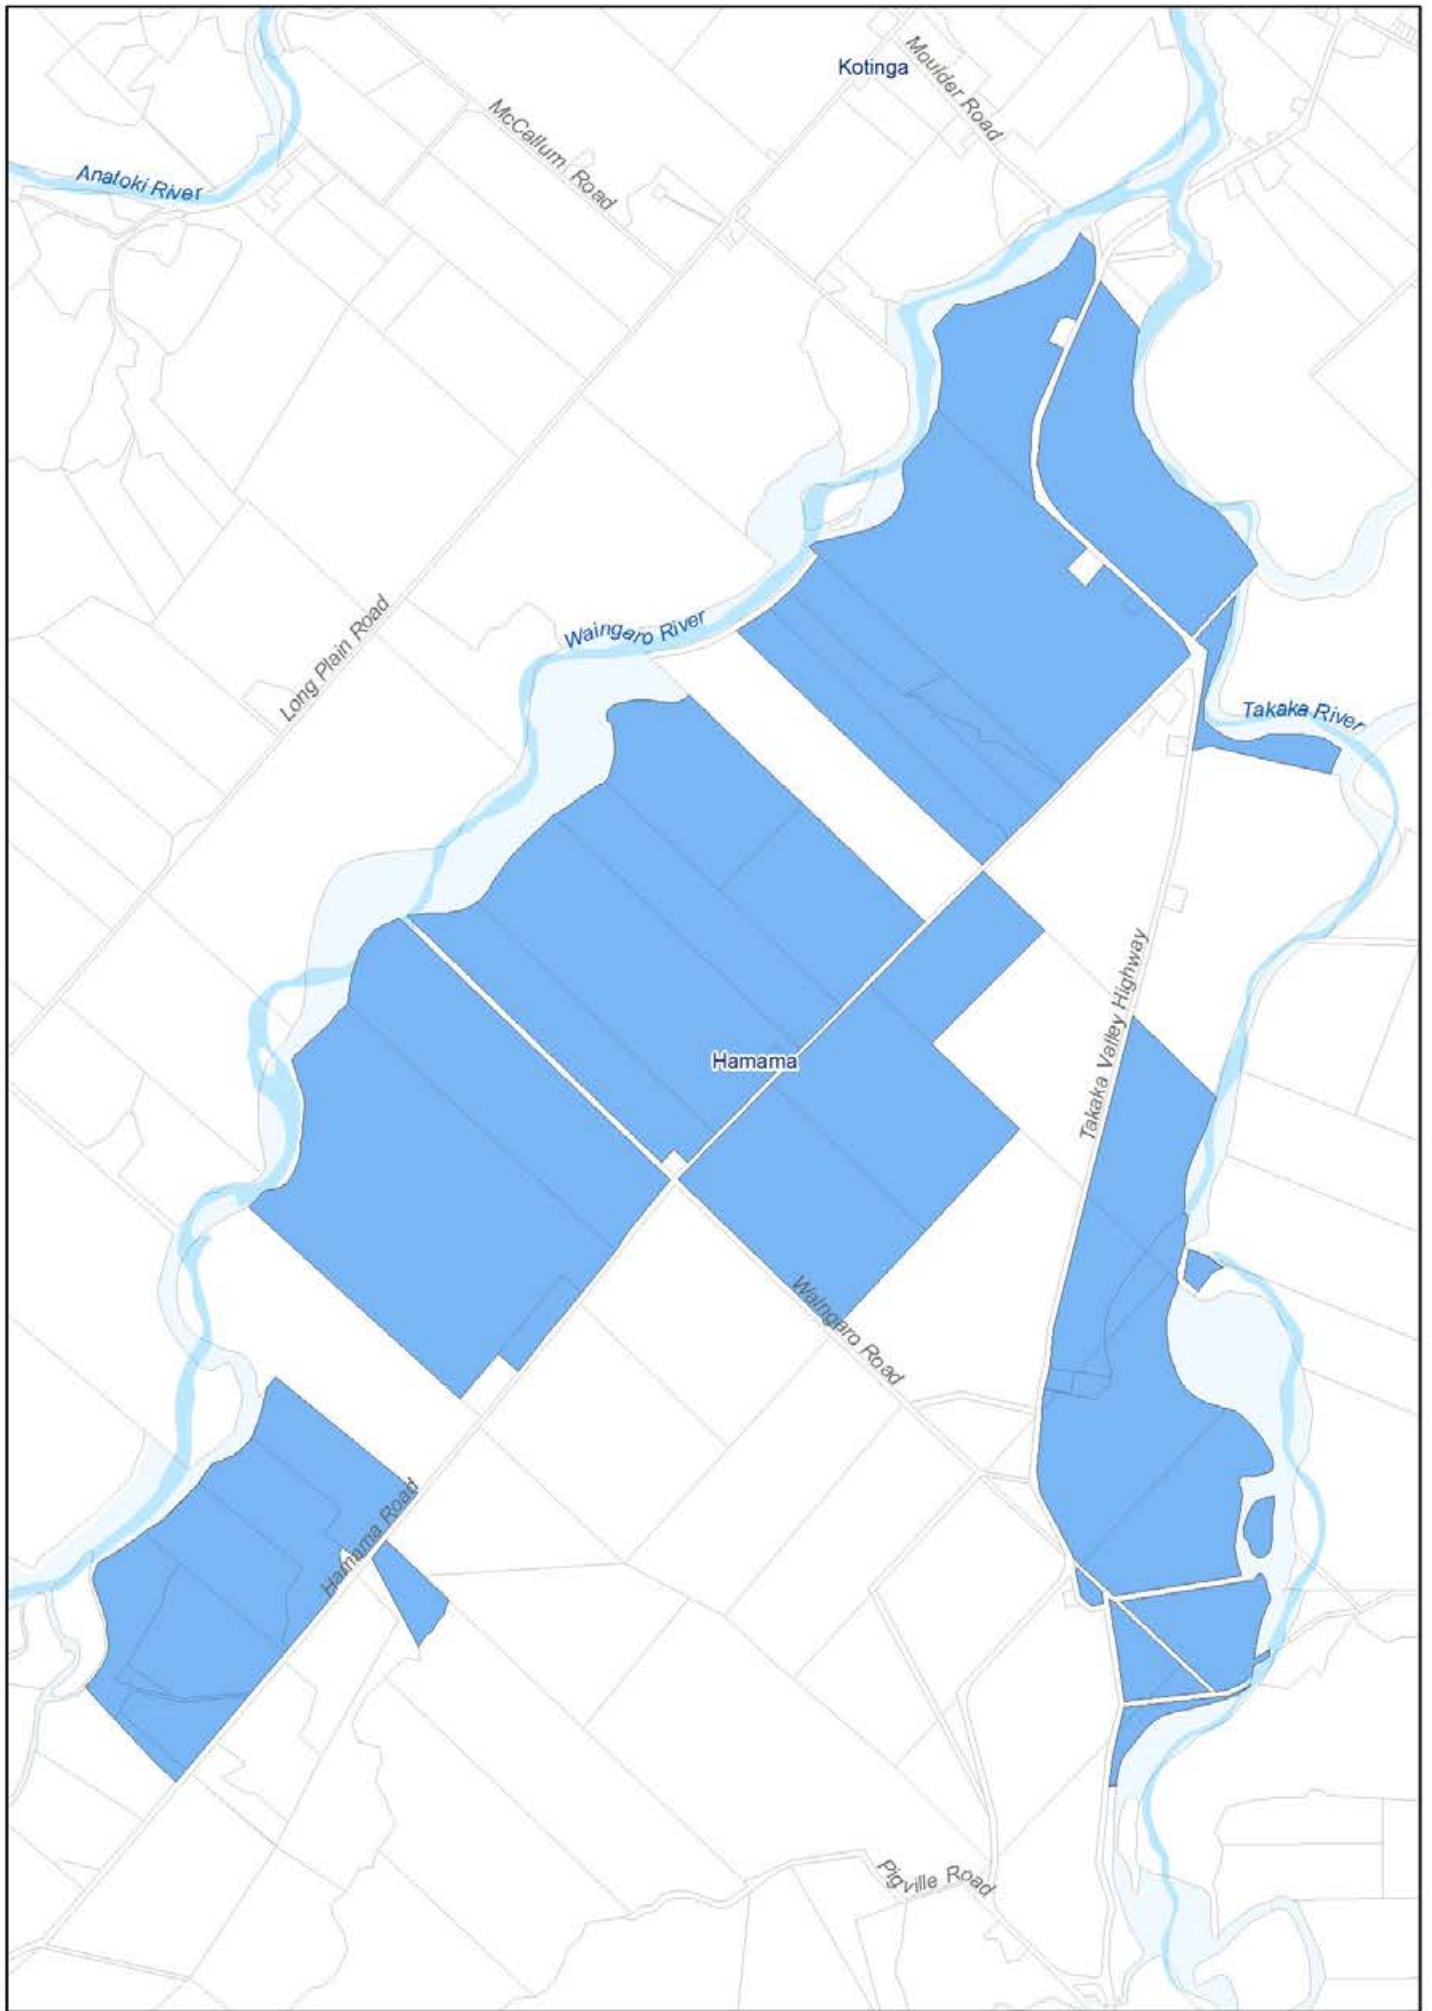 Kotinga
Moulder Road
McCallum Road
Anatoki River
Long Plain Road
Waingaro River
Takaka River
Takaka Valley Highway
Hamama
Waingaro Road
Hamama Road
Pigville Road